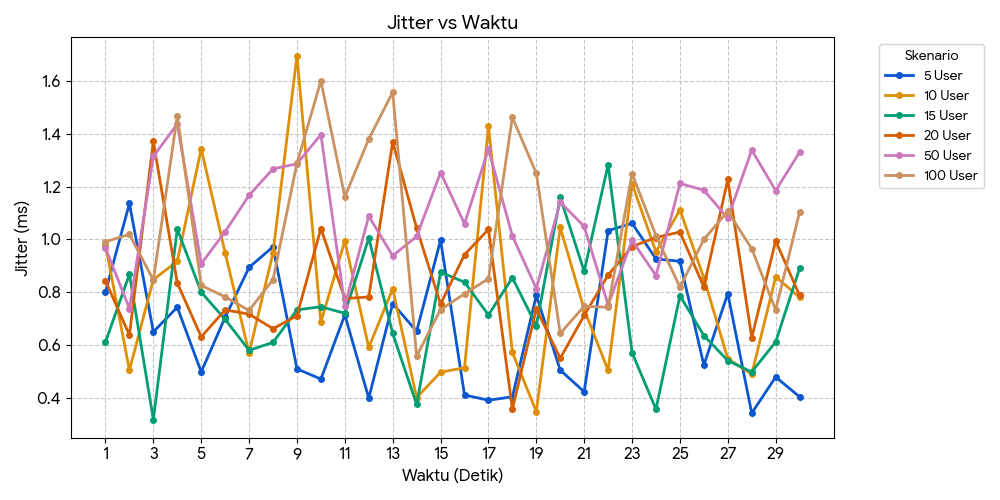 Jitter vs Waktu
Jitter (ms)
1.6
1.4
1.2
1.0
0.8
0.6
0.4
1 3 5 7 9 11 13 15 17 19 21 23 25 27 29
Waktu (Detik)
Skenario
5 User
10 User
15 User
20 User
50 User
100 User